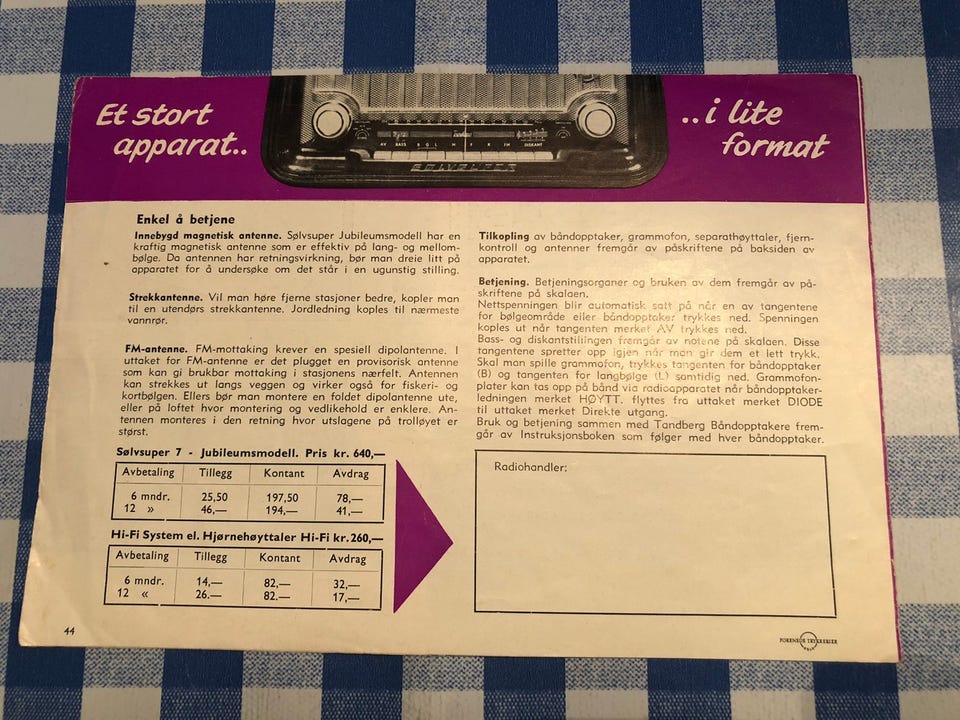 Et stort
apparat..
..i lite
format
AV BASS B G L M F K FM DISKANT
SØLVSUPER
Enkel å betjene
Innebygd magnetisk antenne. Sølvsuper Jubileumsmodell har en
kraftig magnetisk antenne som er effektiv på lang- og mellom-
bølge. Da antennen har retningsvirkning, bør man dreie litt på
apparatet for å undersøke om det står i en ugunstig stilling.
Strekkantenne. Vil man høre fjerne stasjoner bedre, kopler man
til en utendørs strekkantenne. Jordledning koples til nærmeste
vannrør.
FM-antenne. FM-mottaking krever en spesiell dipolantenne. I
uttaket for FM-antenne er det plugget en provisorisk antenne
som kan gi brukbar mottaking i stasjonens nærfelt. Antennen
kan strekkes ut langs veggen og virker også for fiskeri- og
kortbølgen. Ellers bør man montere en foldet dipolantenne ute,
eller på loftet hvor montering og vedlikehold er enklere. An-
tennen monteres i den retning hvor utslagene på trolløyet er
størst.
Sølvsuper 7 - Jubileumsmodell. Pris kr. 640,—
Avbetaling Tillegg Kontant Avdrag
6 mndr. 25,50 197,50 78,—
12 » 46,— 194,— 41,—
Hi-Fi System el. Hjørnehøyttaler Hi-Fi kr. 260,—
Avbetaling Tillegg Kontant Avdrag
6 mndr. 14,— 82,— 32,—
12 « 26.— 82.— 17,—
44
Tilkopling av båndopptaker, grammofon, separathøyttaler, fjern-
kontroll og antenner fremgår av påskriftene på baksiden av
apparatet.
Betjening. Betjeningsorganer og bruken av dem fremgår av på-
skriftene på skalaen.
Nettspenningen blir automatisk satt på når en av tangentene
for bølgeområde eller båndopptaker trykkes ned. Spenningen
koples ut når tangenten merket AV trykkes ned.
Bass- og diskantstillingen fremgår av notene på skalaen. Disse
tangentene spretter opp igjen når man gir dem et lett trykk.
Skal man spille grammofon, trykkes tangenten for båndopptaker
(B) og tangenten for langbølge (L) samtidig ned. Grammofon-
plater kan tas opp på bånd via radioapparatet når båndopptaker-
ledningen merket HØYTT. flyttes fra uttaket merket DIODE
til uttaket merket Direkte utgang.
Bruk og betjening sammen med Tandberg Båndopptakere frem-
går av Instruksjonsboken som følger med hver båndopptaker.
Radiohandler:
FORENEDE TRYKKERIER